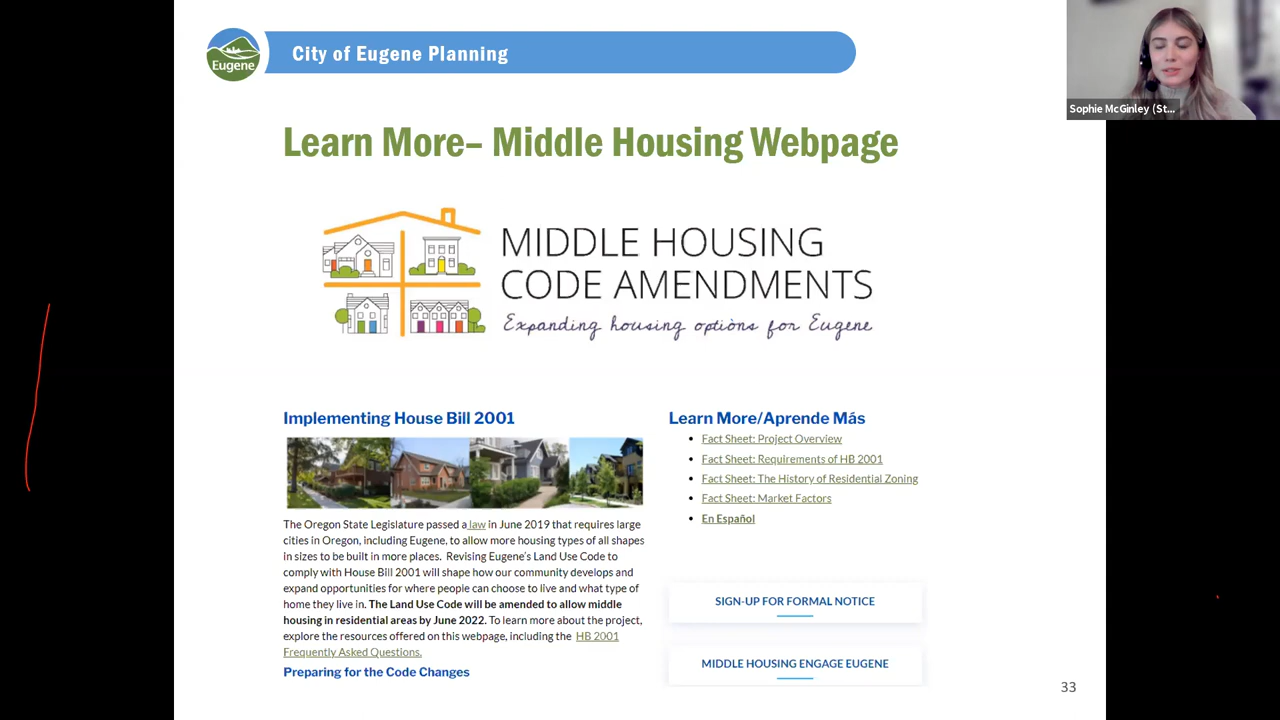 Eugene
City of Eugene Planning
Sophie McGinley (St...
Learn More– Middle Housing Webpage
MIDDLE HOUSING
CODE AMENDMENTS
Expanding housing options for Eugene
Implementing House Bill 2001
The Oregon State Legislature passed a law in June 2019 that requires large
cities in Oregon, including Eugene, to allow more housing types of all shapes
in sizes to be built in more places. Revising Eugene's Land Use Code to
comply with House Bill 2001 will shape how our community develops and
expand opportunities for where people can choose to live and what type of
home they live in. The Land Use Code will be amended to allow middle
housing in residential areas by June 2022. To learn more about the project,
explore the resources offered on this webpage, including the HB 2001
Frequently Asked Questions.
Preparing for the Code Changes
Learn More/Aprende Más
• Fact Sheet: Project Overview
• Fact Sheet: Requirements of HB 2001
• Fact Sheet: The History of Residential Zoning
• Fact Sheet: Market Factors
• En Español
SIGN-UP FOR FORMAL NOTICE
MIDDLE HOUSING ENGAGE EUGENE
33